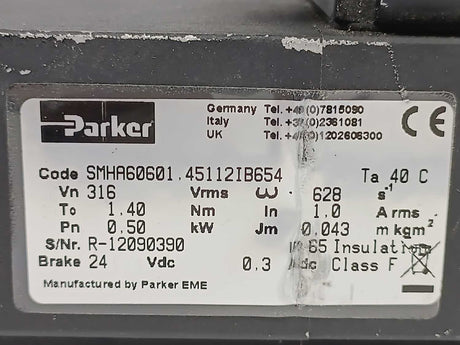 Parker
Germany Tel. +49(0)7815090
Italy Tel. +39(0)2361081
UK Tel. +44(0)1202606300
CE
Code SMHA60601.45112IB654 Ta 40 C
Vn 316 Vrms ω 628 s⁻¹
To 1.40 Nm In 1.0 A rms
Pn 0.50 kW Jm 0.043 m kgm²
S/Nr. R-12090390 65 Insulation
Brake 24 Vdc 0.3 Adc Class F
Manufactured by Parker EME